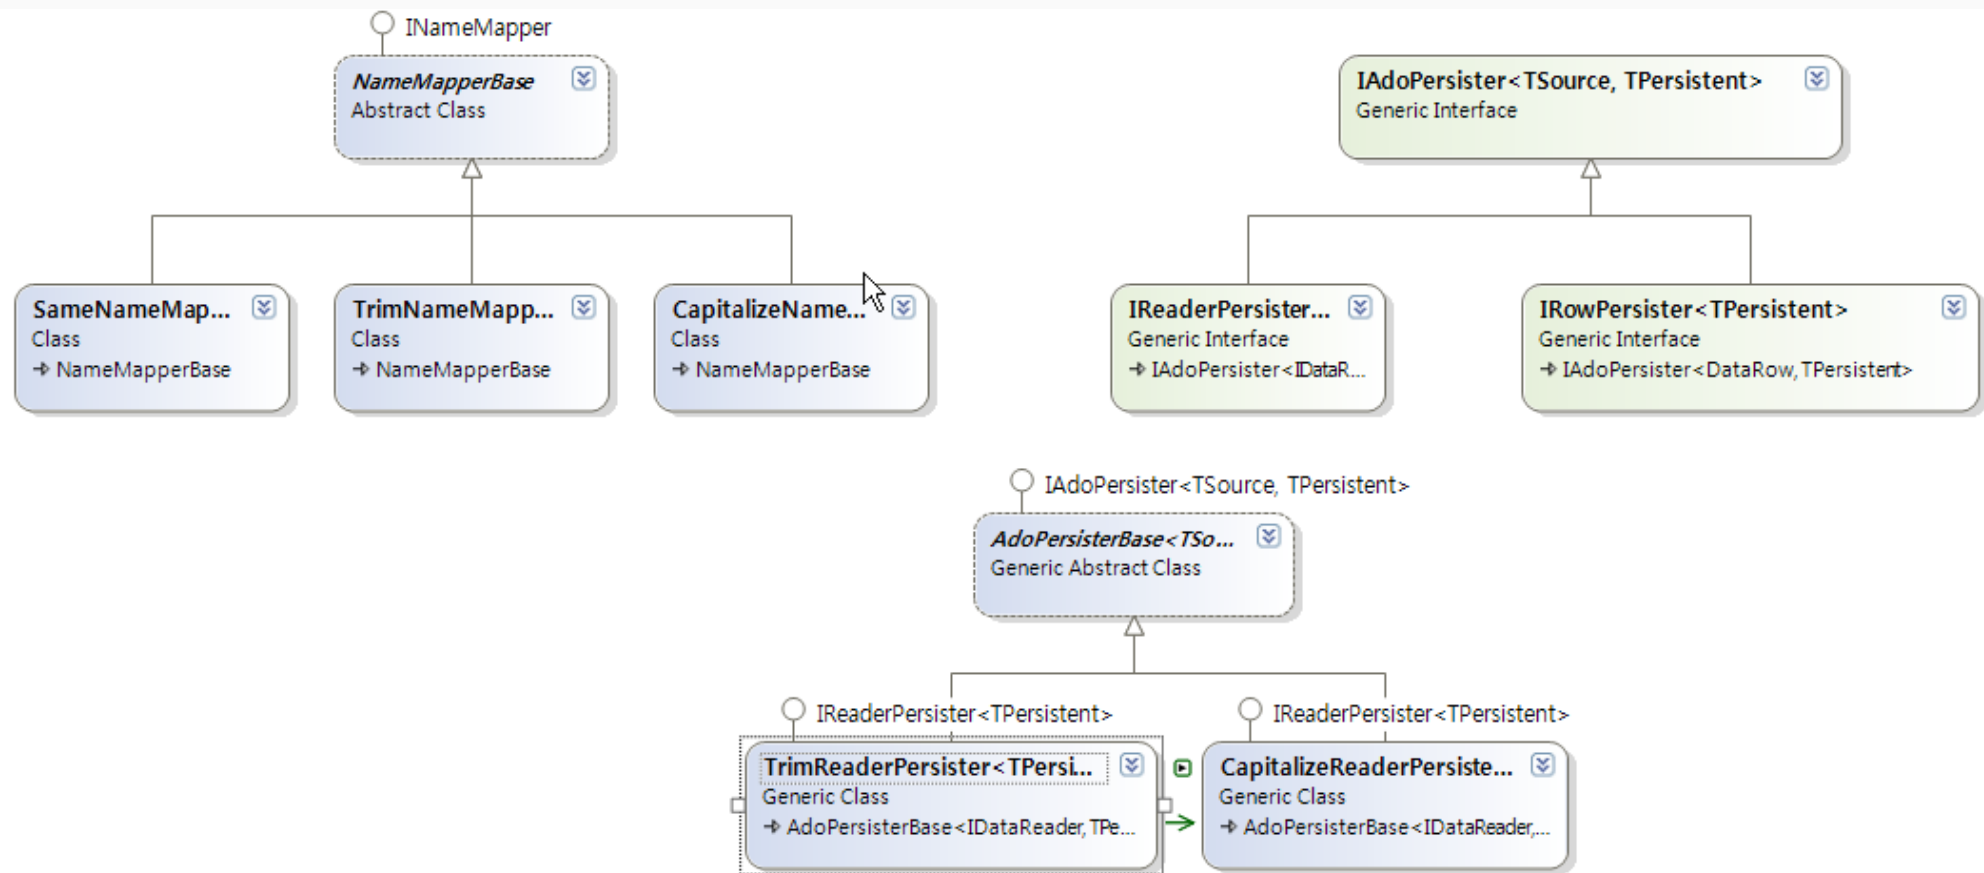 INameMapper
NameMapperBase
Abstract Class
IAdoPersister<TSource, TPersistent>
Generic Interface
SameNameMap...
Class
NameMapperBase
TrimNameMapp...
Class
NameMapperBase
CapitalizeName...
Class
NameMapperBase
IReaderPersister...
Generic Interface
IAdoPersister<IDataR...
IRowPersister<TPersistent>
Generic Interface
IAdoPersister<DataRow, TPersistent>
IAdoPersister<TSource, TPersistent>
AdoPersisterBase<TSo...
Generic Abstract Class
IReaderPersister<TPersistent>
TrimReaderPersister<TPersi...
Generic Class
AdoPersisterBase<IDataReader, TPe...
IReaderPersister<TPersistent>
CapitalizeReaderPersiste...
Generic Class
AdoPersisterBase<IDataReader,...